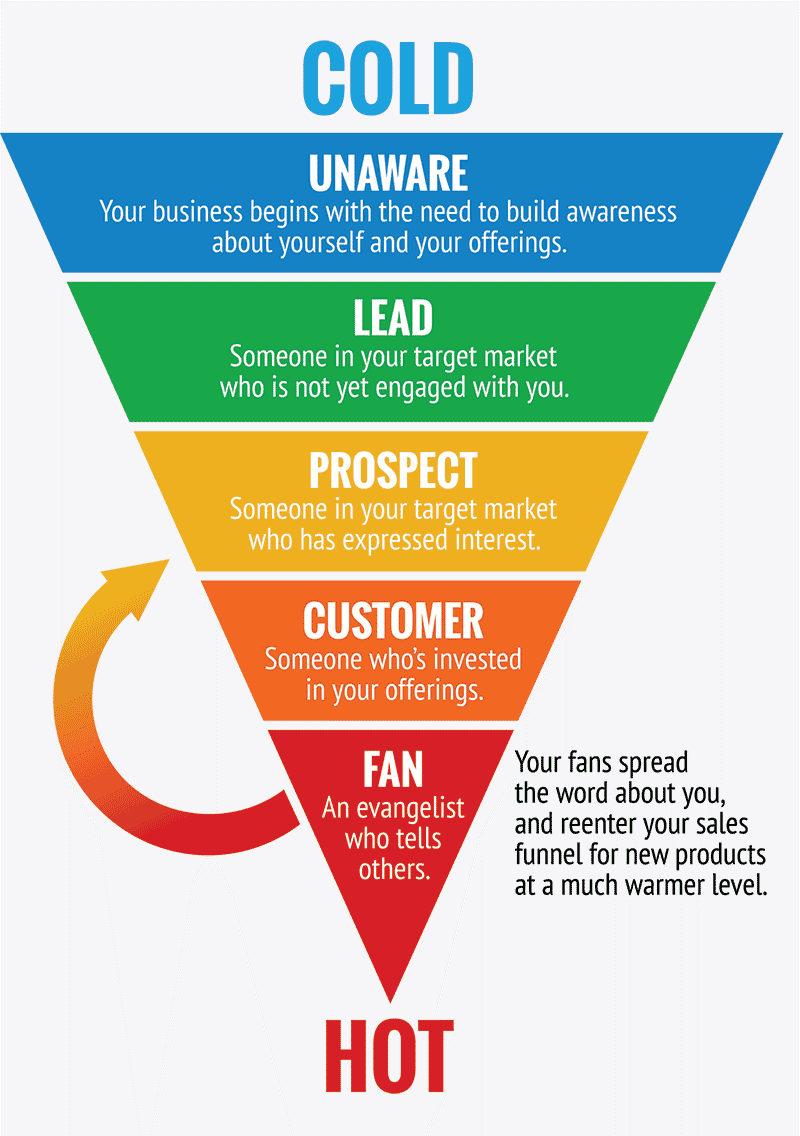 COLD
UNAWARE
Your business begins with the need to build awareness
about yourself and your offerings.
LEAD
Someone in your target market
who is not yet engaged with you.
PROSPECT
Someone in your target market
who has expressed interest.
CUSTOMER
Someone who’s invested
in your offerings.
FAN
An evangelist
who tells
others.
Your fans spread
the word about you,
and reenter your sales
funnel for new products
at a much warmer level.
HOT